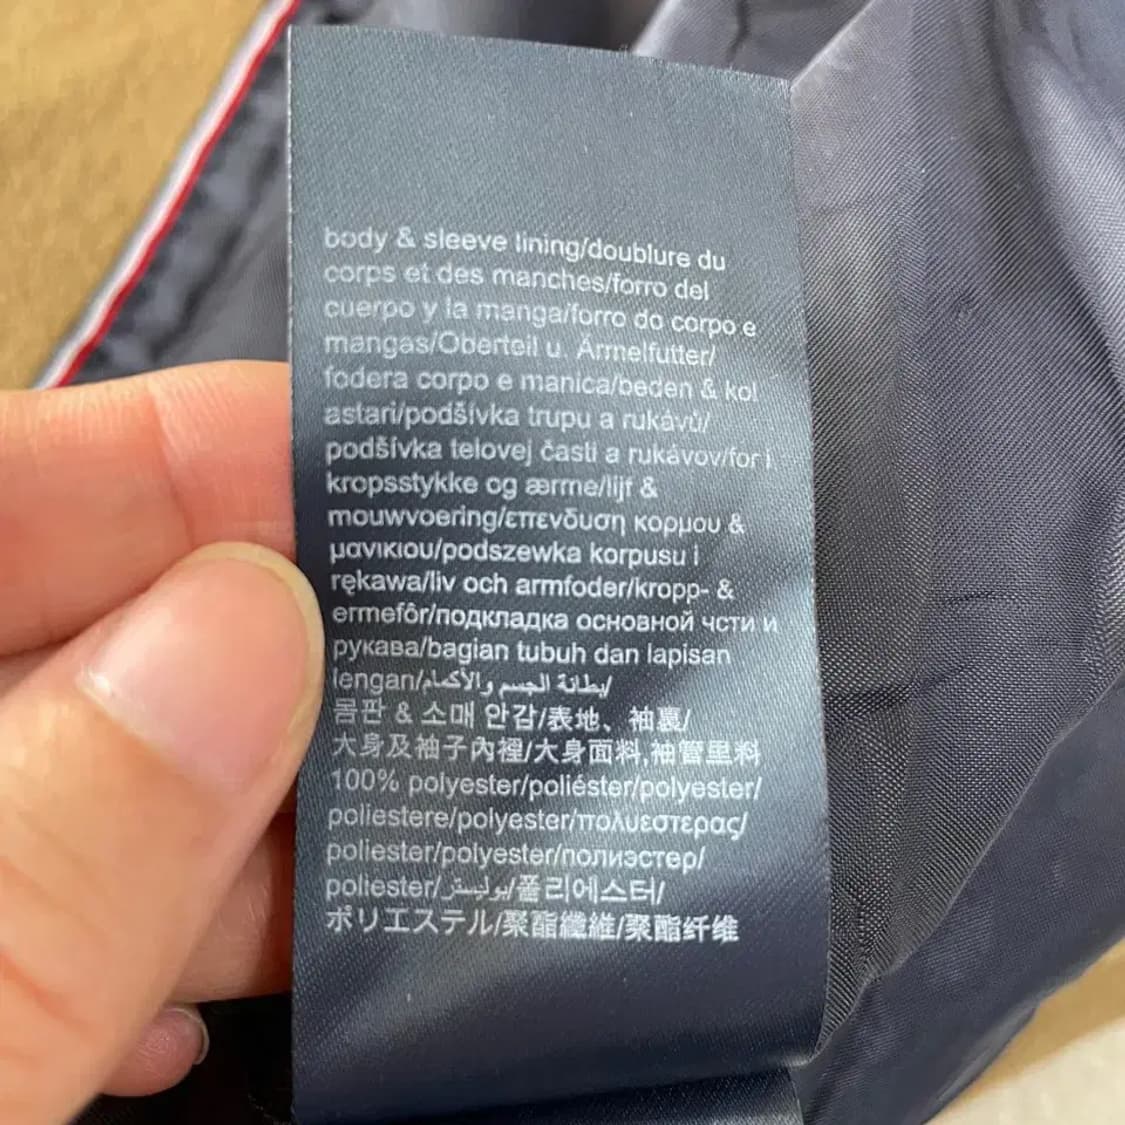 body & sleeve lining/doublure du
corps et des manches/forro del
cuerpo y la manga/forro do corpo e
mangas/Oberteil u. Ärmelfutter/
fodera corpo e manica/beden & kol
astari/podšívka trupu a rukávů/
podšívka telovej časti a rukávov/for i
kropsstykke og ærme/lijf &
mouwvoering/επενδυση κορμου &
μανικιου/podszewka korpusu i
rękawa/liv och armfoder/kropp- &
ermefôr/подкладка основной чсти и
рукава/bagian tubuh dan lapisan
lengan/بطانة الجسم والأكمام/
몸판 & 소매 안감/表地、袖裏/
大身及袖子內裡/大身面料,袖管里料
100% polyester/poliéster/polyester/
poliestere/polyester/πολυεστερας/
poliester/polyester/полиэстер/
poliester/بوليستر/폴리에스터/
ポリエステル/聚酯纖維/聚酯纤维